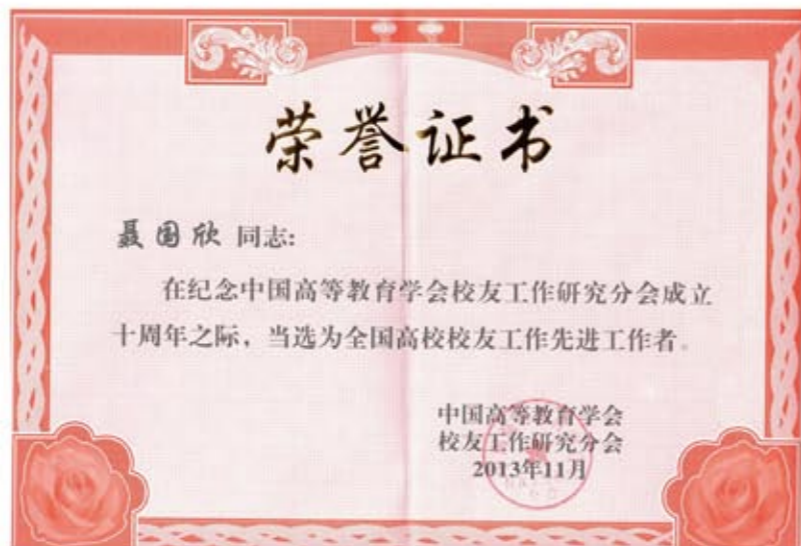 荣誉证书
聂国欣 同志:
在纪念中国高等教育学会校友工作研究分会成立
十周年之际，当选为全国高校校友工作先进工作者。
中国高等教育学会
校友工作研究分会
2013年11月